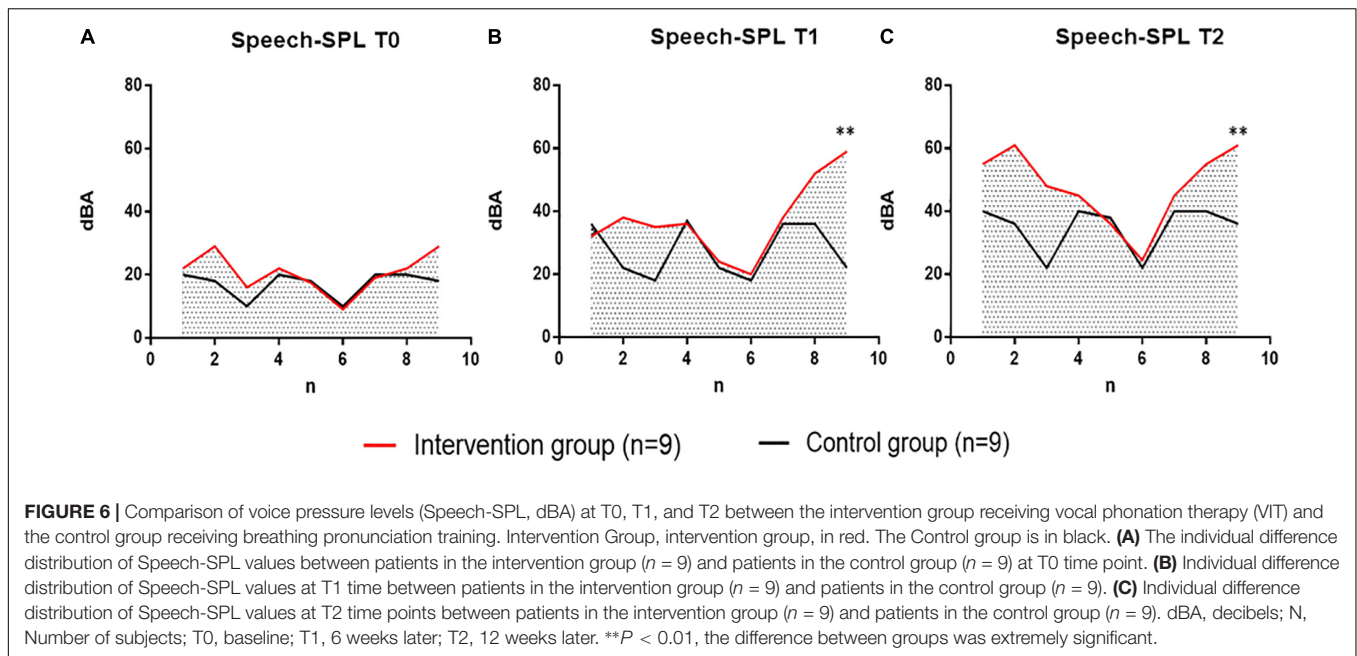 A
Speech-SPL T0
80
60
40
20
0
dBA
0 2 4 6 8 10
n
B
Speech-SPL T1
80
60
40
20
0
dBA
**
0 2 4 6 8 10
n
C
Speech-SPL T2
80
60
40
20
0
dBA
**
0 2 4 6 8 10
n
Intervention group (n=9)
Control group (n=9)
FIGURE 6 | Comparison of voice pressure levels (Speech-SPL, dBA) at T0, T1, and T2 between the intervention group receiving vocal phonation therapy (VIT) and
the control group receiving breathing pronunciation training. Intervention Group, intervention group, in red. The Control group is in black. (A) The individual difference
distribution of Speech-SPL values between patients in the intervention group (n = 9) and patients in the control group (n = 9) at T0 time point. (B) Individual difference
distribution of Speech-SPL values at T1 time between patients in the intervention group (n = 9) and patients in the control group (n = 9). (C) Individual difference
distribution of Speech-SPL values at T2 time points between patients in the intervention group (n = 9) and patients in the control group (n = 9). dBA, decibels; N,
Number of subjects; T0, baseline; T1, 6 weeks later; T2, 12 weeks later. **P < 0.01, the difference between groups was extremely significant.